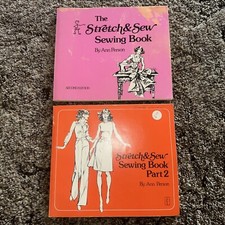 The
Stretch & Sew
Sewing Book
By Ann Person
Stretch & Sew
Sewing Book
Part 2
By Ann Person